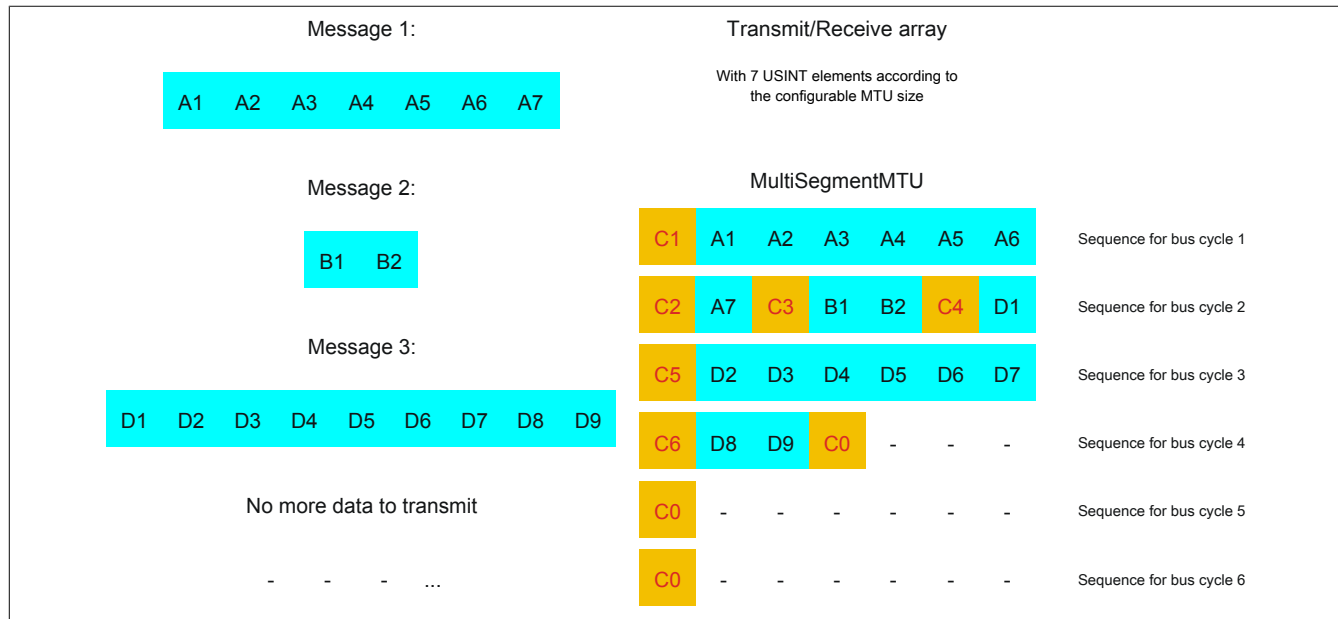 Message 1:
A1 A2 A3 A4 A5 A6 A7
Message 2:
B1 B2
Message 3:
D1 D2 D3 D4 D5 D6 D7 D8 D9
No more data to transmit
- - - ...
Transmit/Receive array
With 7 USINT elements according to
the configurable MTU size
MultiSegmentMTU
C1 A1 A2 A3 A4 A5 A6 Sequence for bus cycle 1
C2 A7 C3 B1 B2 C4 D1 Sequence for bus cycle 2
C5 D2 D3 D4 D5 D6 D7 Sequence for bus cycle 3
C6 D8 D9 C0 - - - Sequence for bus cycle 4
C0 - - - - - - Sequence for bus cycle 5
C0 - - - - - - Sequence for bus cycle 6